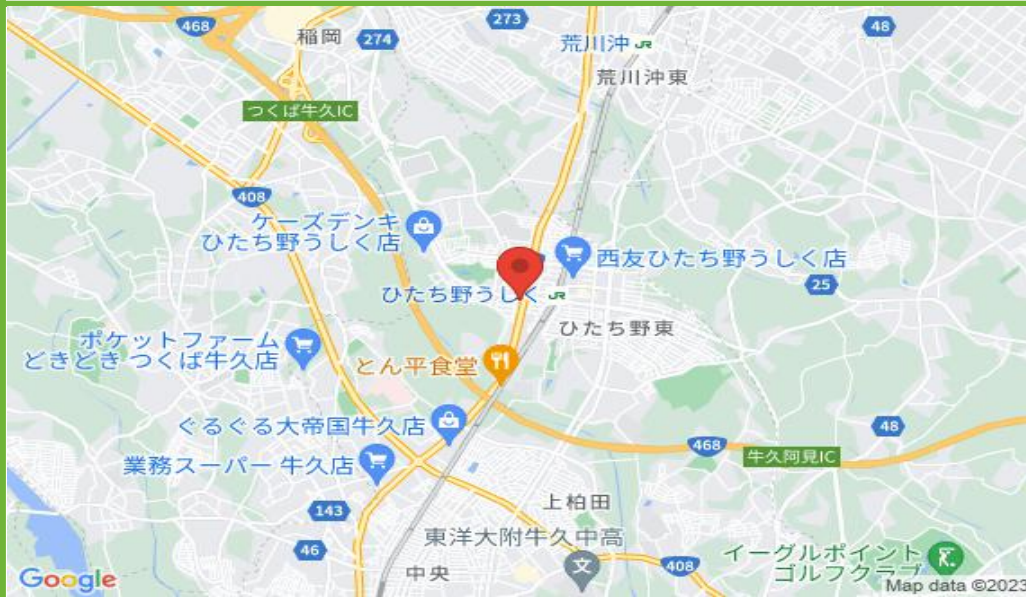 468
稲岡
274
273
荒川沖 JR
48
荒川沖東
つくば牛久IC
408
ケーズデンキ
ひたち野うしく店
西友ひたち野うしく店
25
ひたち野うしく JR
ひたち野東
ポケットファーム
どきどき つくば牛久店
とん平食堂
ぐるぐる大帝国牛久店
業務スーパー 牛久店
468
48
牛久阿見IC
143
上柏田
46
東洋大附牛久中高
文
408
イーグルポイント
ゴルフクラブ
中央
Google
Map data ©2023